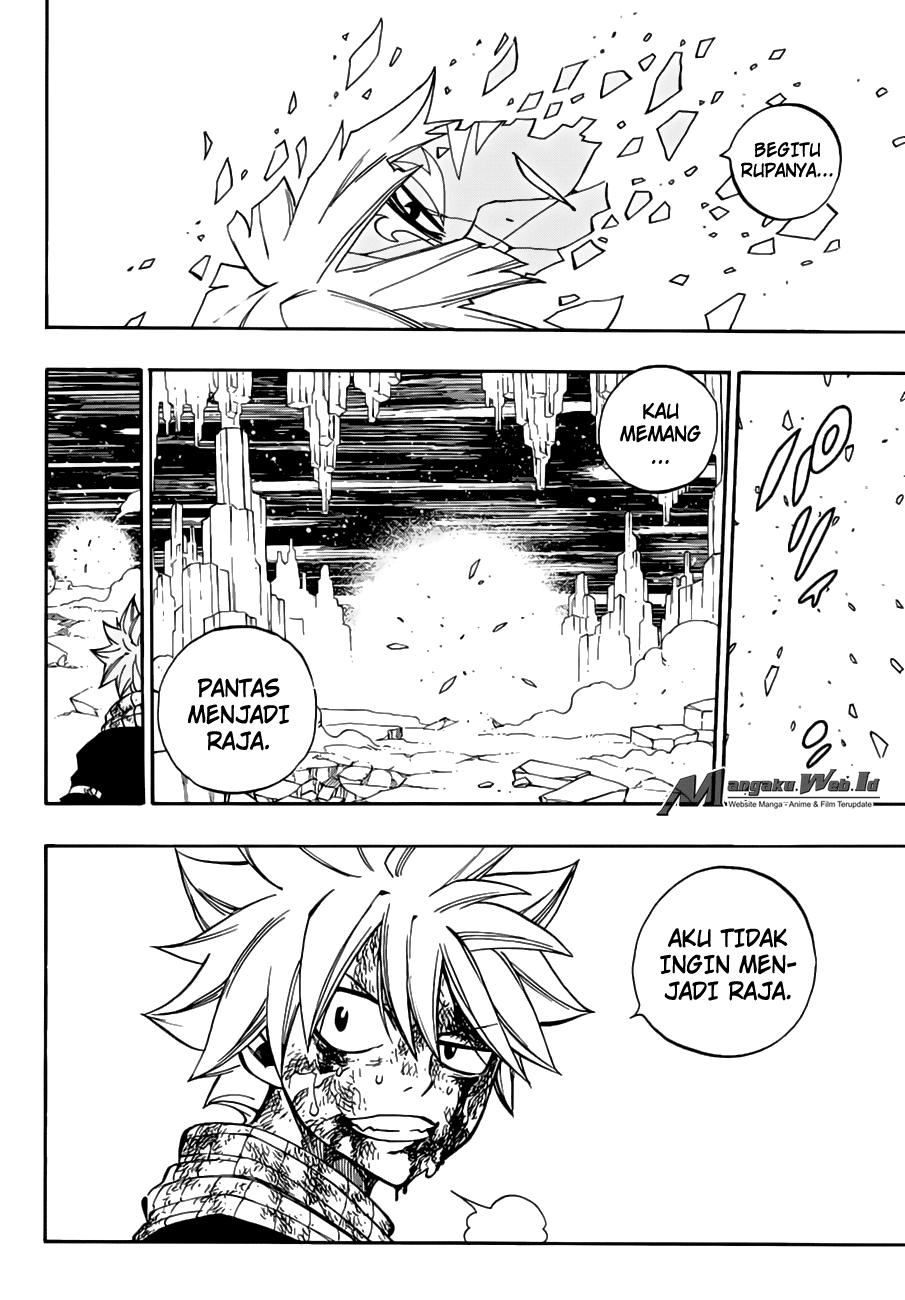 BEGITU
RUPANYA...
KAU
MEMANG
...
PANTAS
MENJADI
RAJA.
Mangaku.Web.Id
Website Manga - Anime & Film Terupdate
AKU TIDAK
INGIN MEN-
JADI RAJA.